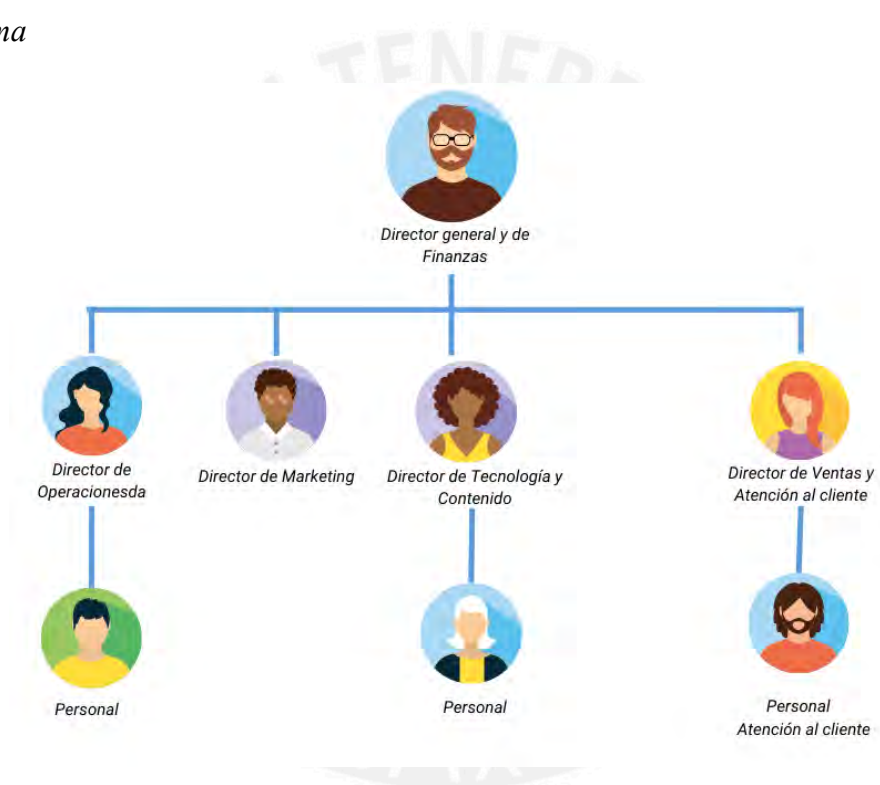 na
TENER
Director general y de
Finanzas
Director de
Operacionesda
Director de Marketing
Director de Tecnología y
Contenido
Director de Ventas y
Atención al cliente
Personal
Personal
Personal
Atención al cliente